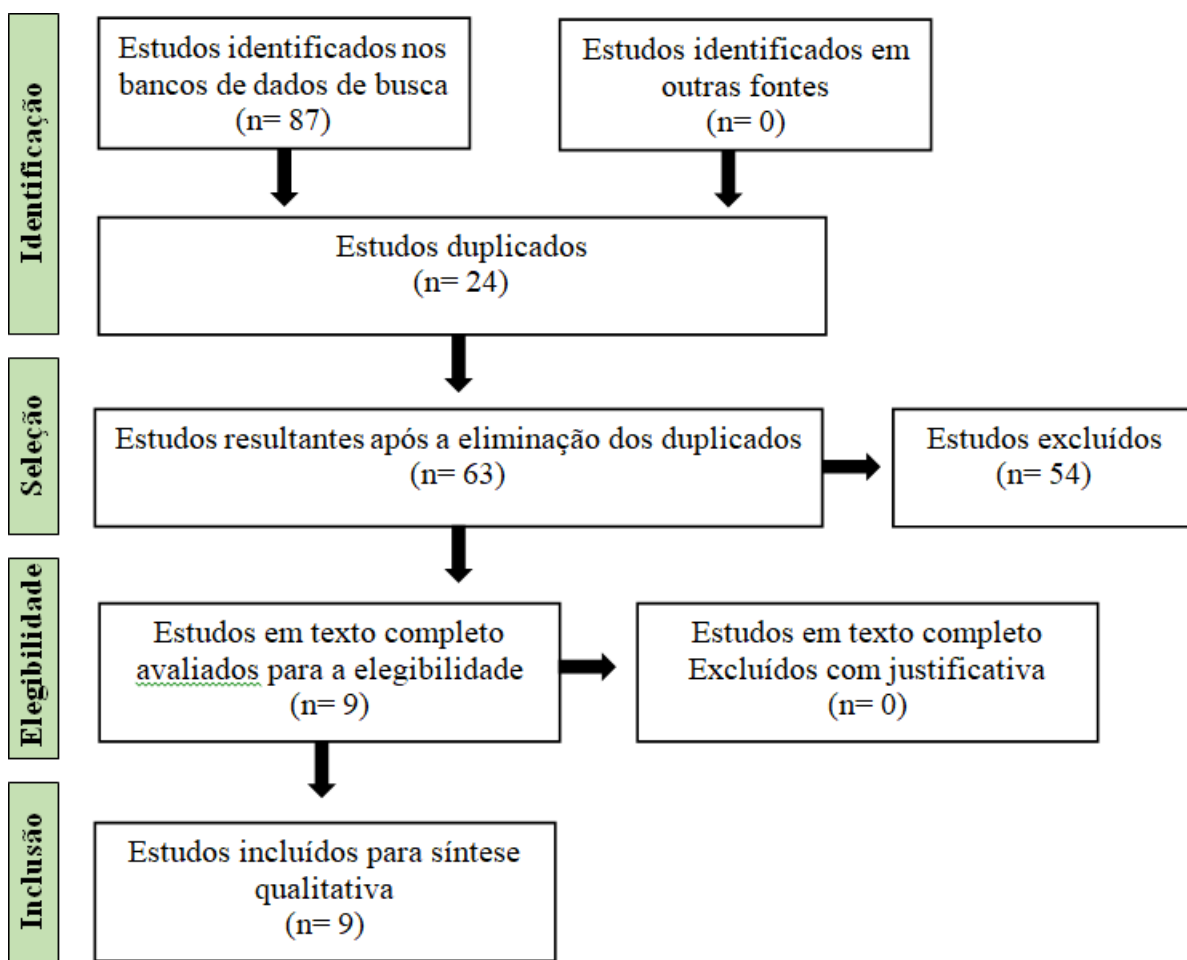 Identificação
Estudos identificados nos
bancos de dados de busca
(n= 87)
Estudos identificados em
outras fontes
(n= 0)
Estudos duplicados
(n= 24)
Seleção
Estudos resultantes após a eliminação dos duplicados
(n= 63)
Estudos excluídos
(n= 54)
Elegibilidade
Estudos em texto completo
avaliados para a elegibilidade
(n= 9)
Estudos em texto completo
Excluídos com justificativa
(n= 0)
Inclusão
Estudos incluídos para síntese
qualitativa
(n= 9)